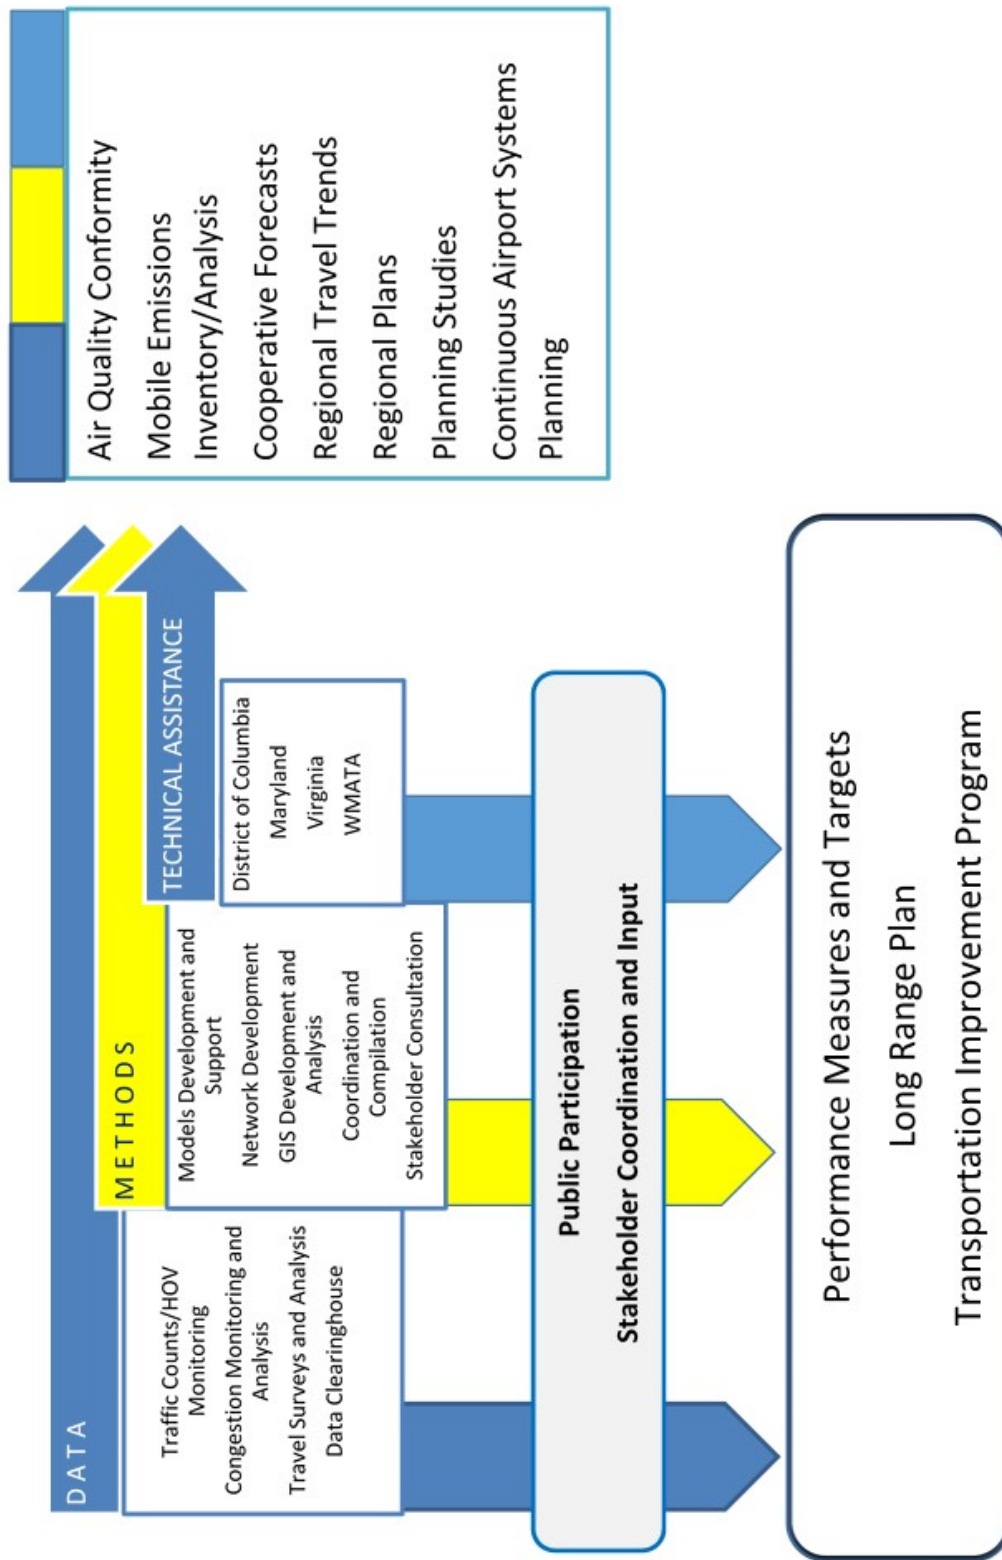 DATA
METHODS
TECHNICAL ASSISTANCE
Traffic Counts/HOV
Monitoring
Congestion Monitoring and
Analysis
Travel Surveys and Analysis
Data Clearinghouse
Models Development and
Support
Network Development
GIS Development and
Analysis
Coordination and
Compilation
Stakeholder Consultation
District of Columbia
Maryland
Virginia
WMATA
Air Quality Conformity
Mobile Emissions
Inventory/Analysis
Cooperative Forecasts
Regional Travel Trends
Regional Plans
Planning Studies
Continuous Airport Systems
Planning
Public Participation
Stakeholder Coordination and Input
Performance Measures and Targets
Long Range Plan
Transportation Improvement Program